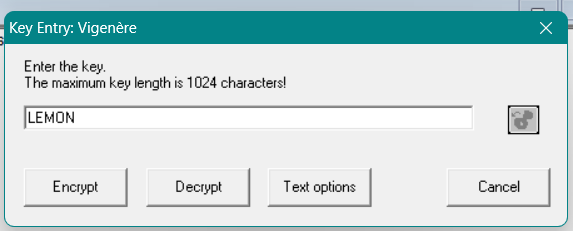 Key Entry: Vigenère
Enter the key.
The maximum key length is 1024 characters!
LEMON
Encrypt
Decrypt
Text options
Cancel